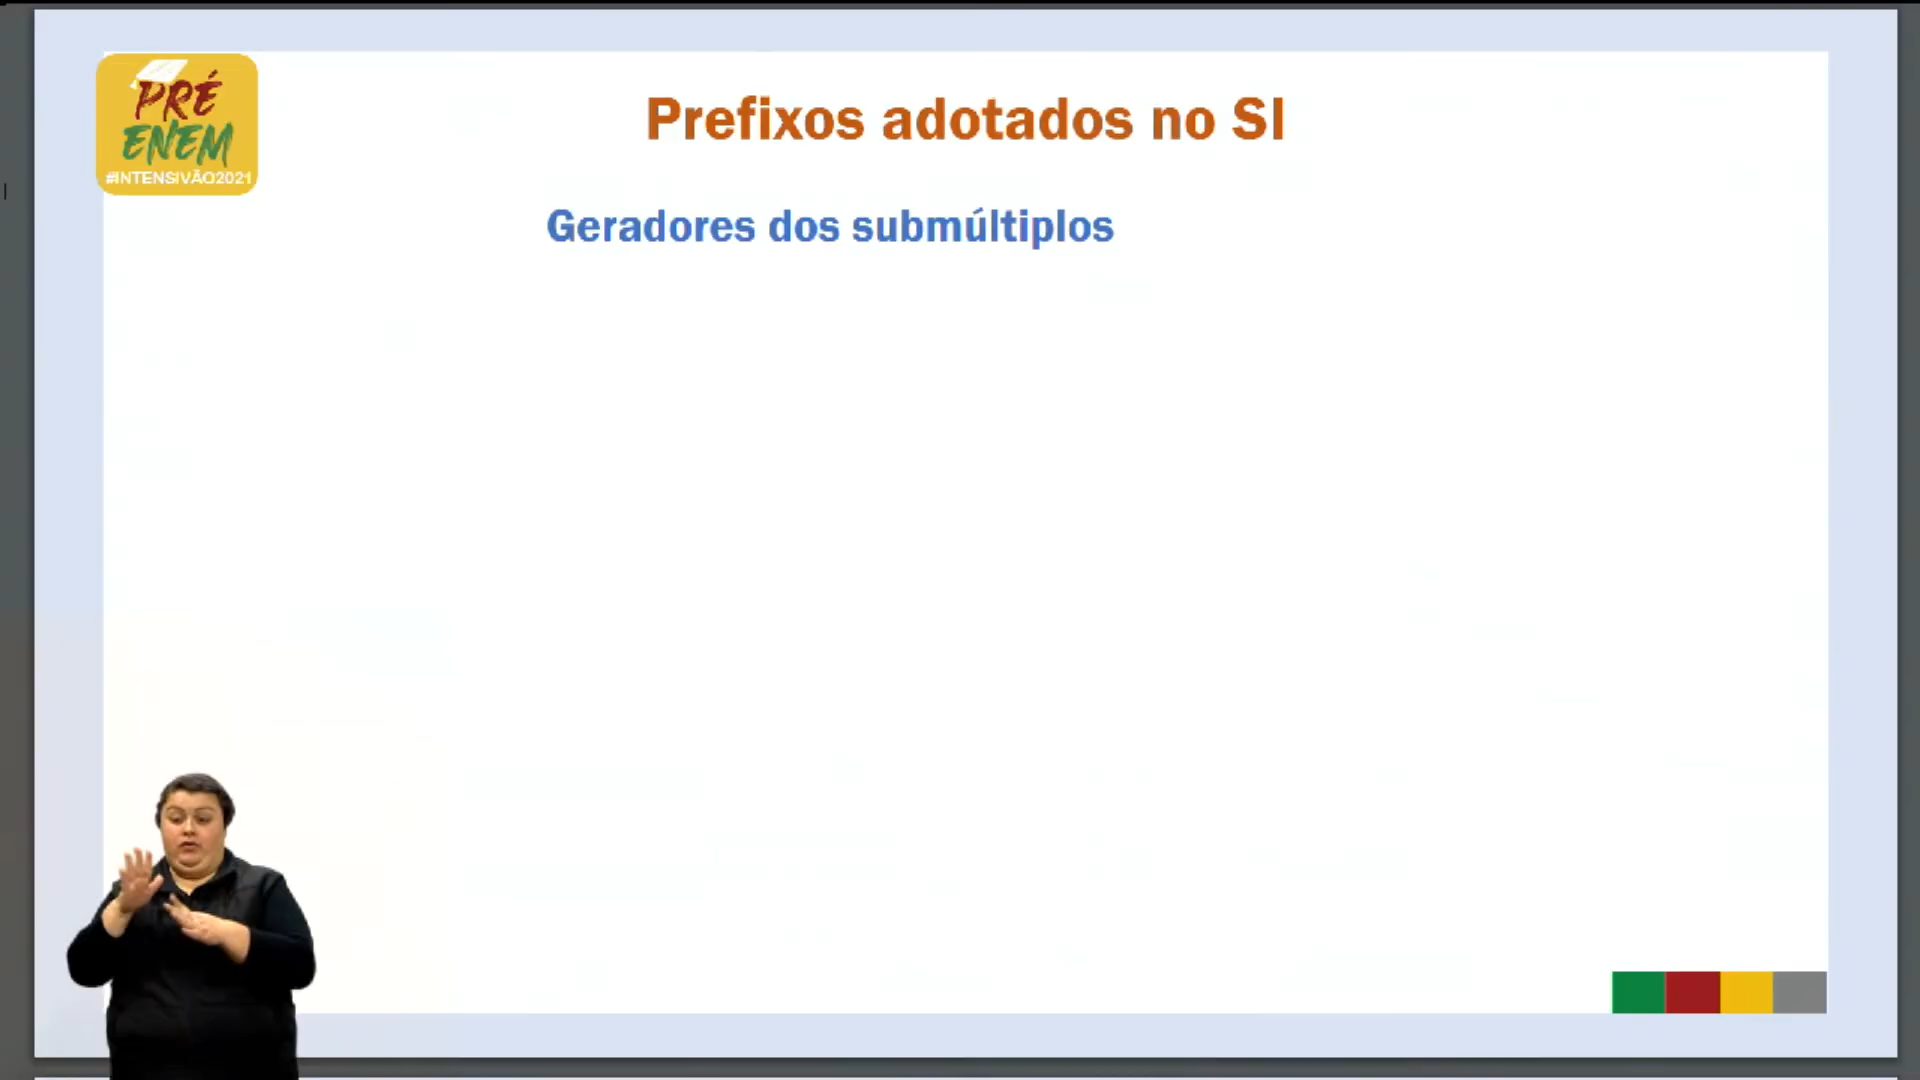 PRÉ
ENEM
#INTENSIVÃO2021
Prefixos adotados no SI
Geradores dos submúltiplos